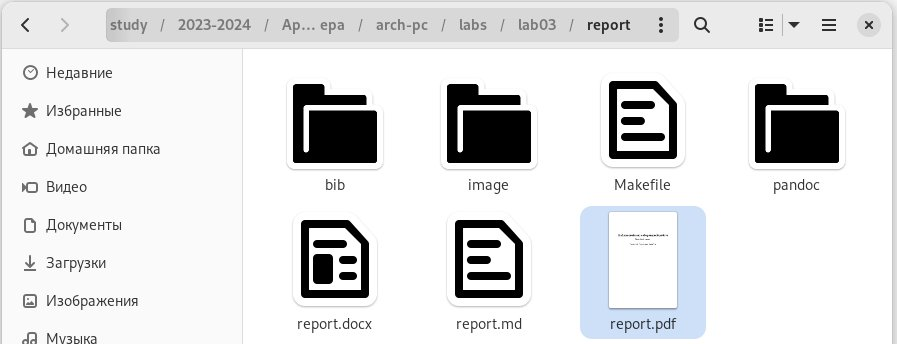 study / 2023-2024 / Ар… ера / arch-pc / labs / lab03 / report
Недавние
Избранные
Домашняя папка
Видео
Документы
Загрузки
Изображения
Музыка
bib image Makefile pandoc
report.docx report.md report.pdf